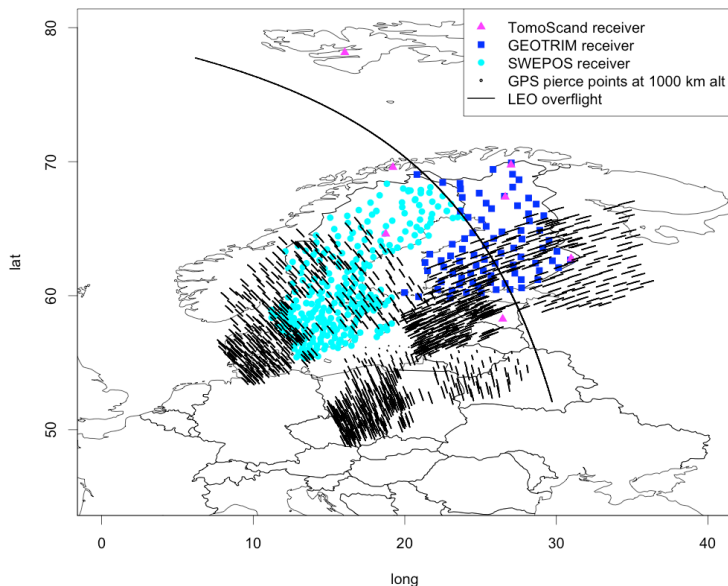 TomoScand receiver
GEOTRIM receiver
SWEPOS receiver
GPS pierce points at 1000 km alt
LEO overflight
80
70
60
50
lat
0
10
20
30
40
long